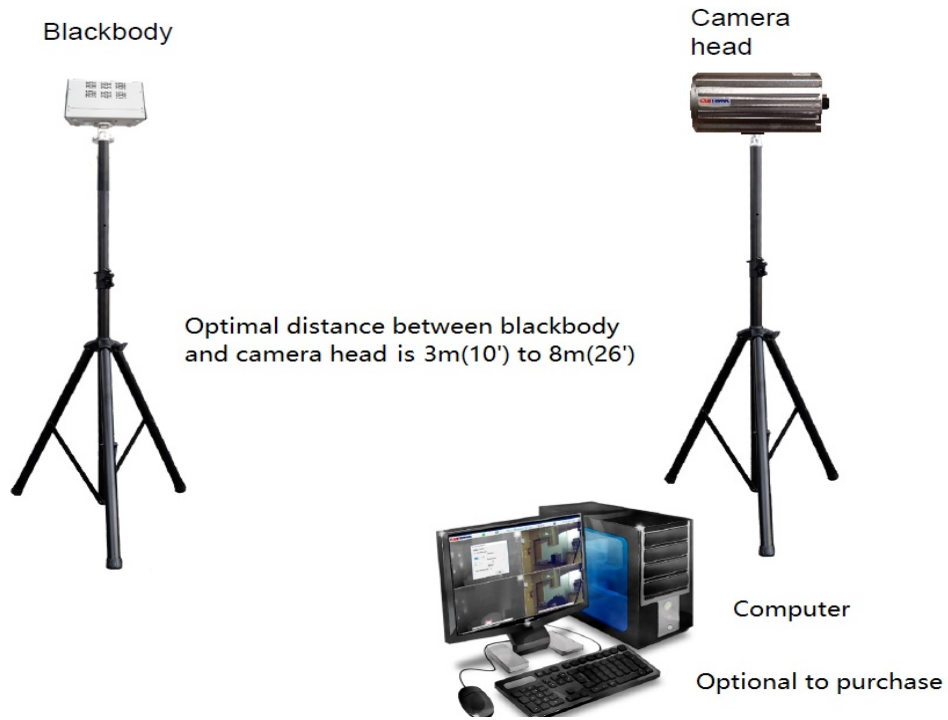 Blackbody
Camera
head
Optimal distance between blackbody
and camera head is 3m(10') to 8m(26')
Computer
Optional to purchase